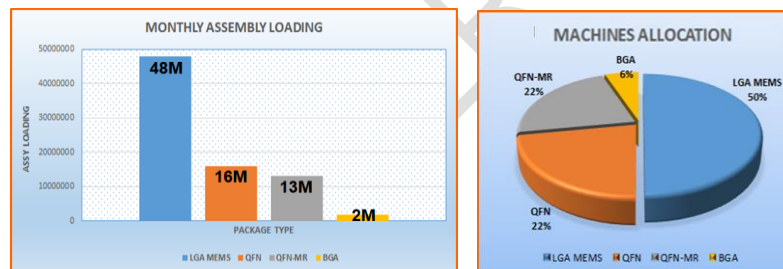 MONTHLY ASSEMBLY LOADING
50000000
40000000
30000000
20000000
10000000
0
ASSY LOADING
48M
16M
13M
2M
PACKAGE TYPE
LGA MEMS QFN QFN-MR BGA
MACHINES ALLOCATION
BGA
6%
QFN-MR
22%
LGA MEMS
50%
QFN
22%
LGA MEMS QFN QFN-MR BGA